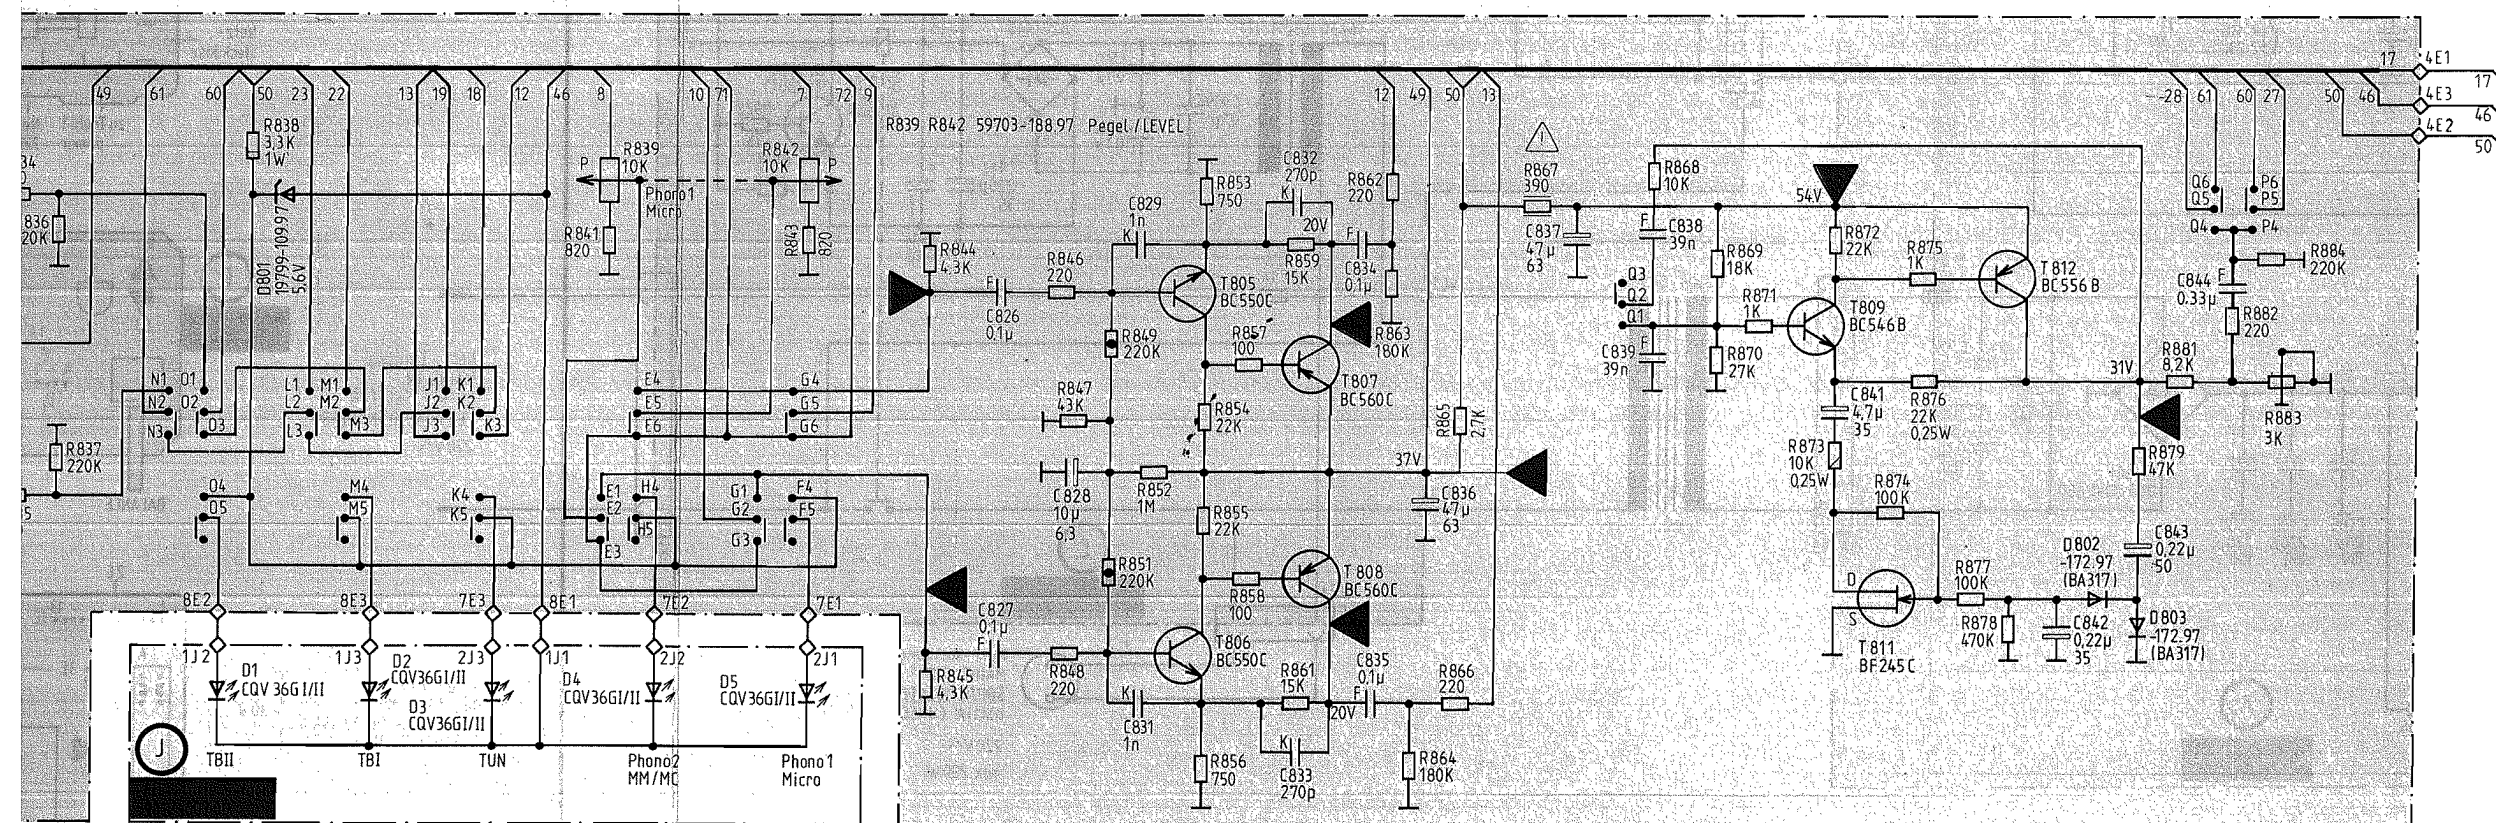 17
4E1
17
4E3
46
4E2
50
49
61
60
50
23
22
13
19
18
12
46
8
10
71
7
72
9
12
49
50
13
28
61
60
27
50
46
R839 R842 59703-188.97 Pegel/LEVEL
R838
3,3K
1W
34
836
20K
D801
19799-109.97
5,6V
P
R839
10K
Phono1
Micro
R842
10K
P
R841
820
R843
820
R844
4,3K
F
C826
0,1µ
R846
220
C829
1n
K
R853
750
C832
270p
K
20V
R859
15K
F
C834
0,1µ
R862
220
R863
180K
T805
BC550C
R849
220K
R857
100
T807
BC560C
R847
43K
R854
22K
R865
2,7K
37V
C828
10µ
6,3
R852
1M
R855
22K
C836
47µ
63
R851
220K
R858
100
T808
BC560C
C827
0,1µ
F
R848
220
T806
BC550C
R845
4,3K
K
C831
1n
R861
15K
20V
C835
0,1µ
F
R866
220
R856
750
K
C833
270p
R864
180K
R867
390
C837
47µ
63
R868
10K
F
C838
39n
R869
18K
Q3
Q2
Q1
F
C839
39n
R871
1K
R870
27K
54V
R872
22K
R875
1K
T812
BC556B
T809
BC546B
C841
4,7µ
35
R876
22K
0,25W
R873
10K
0,25W
R874
100K
D
S
T811
BF245C
R877
100K
R878
470K
C842
0,22µ
35
D802
-172.97
(BA317)
D803
-172.97
(BA317)
C843
0,22µ
50
R879
47K
31V
R881
8,2K
R882
220
R883
3K
C844
0.33µ
F
R884
220K
Q6
Q5
Q4
P6
P5
P4
R837
220K
N1
N2
N3
O1
O2
O3
L1
L2
L3
M1
M2
M3
J1
J2
J3
K1
K2
K3
E4
E5
E6
G4
G5
G6
O4
O5
M4
M5
K4
K5
E1
E2
E3
H4
H5
G1
G2
G3
F4
F5
8E2
8E3
7E3
8E1
7E2
7E1
1J2
1J3
2J3
1J1
2J2
2J1
D1
CQV36GI/II
D2
CQV36GI/II
D3
CQV36GI/II
D4
CQV36GI/II
D5
CQV36GI/II
J
TBII
TBI
TUN
Phono2
MM/MC
Phono1
Micro